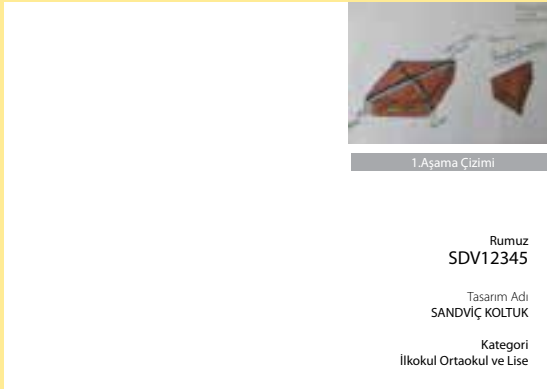 1.Aşama Çizimi
Rumuz
SDV12345
Tasarım Adı
SANDVİÇ KOLTUK
Kategori
İlkokul Ortaokul ve Lise